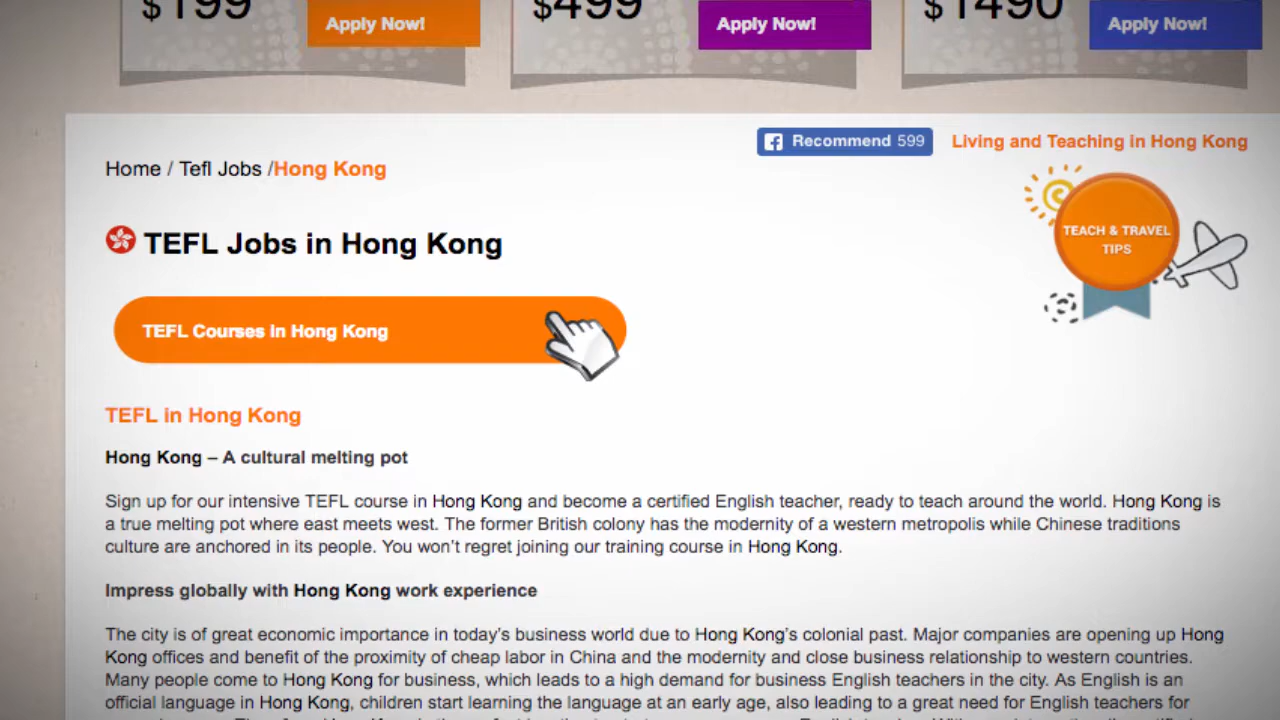 $199
$499
$1490
Apply Now!
Apply Now!
Apply Now!
Recommend 599
Living and Teaching in Hong Kong
Home / Tefl Jobs /Hong Kong
TEACH & TRAVEL
TIPS
TEFL Jobs in Hong Kong
TEFL Courses In Hong Kong
TEFL in Hong Kong
Hong Kong – A cultural melting pot
Sign up for our intensive TEFL course in Hong Kong and become a certified English teacher, ready to teach around the world. Hong Kong is
a true melting pot where east meets west. The former British colony has the modernity of a western metropolis while Chinese traditions
culture are anchored in its people. You won't regret joining our training course in Hong Kong.
Impress globally with Hong Kong work experience
The city is of great economic importance in today's business world due to Hong Kong's colonial past. Major companies are opening up Hong
Kong offices and benefit of the proximity of cheap labor in China and the modernity and close business relationship to western countries.
Many people come to Hong Kong for business, which leads to a high demand for business English teachers in the city. As English is an
official language in Hong Kong, children start learning the language at an early age, also leading to a great need for English teachers for